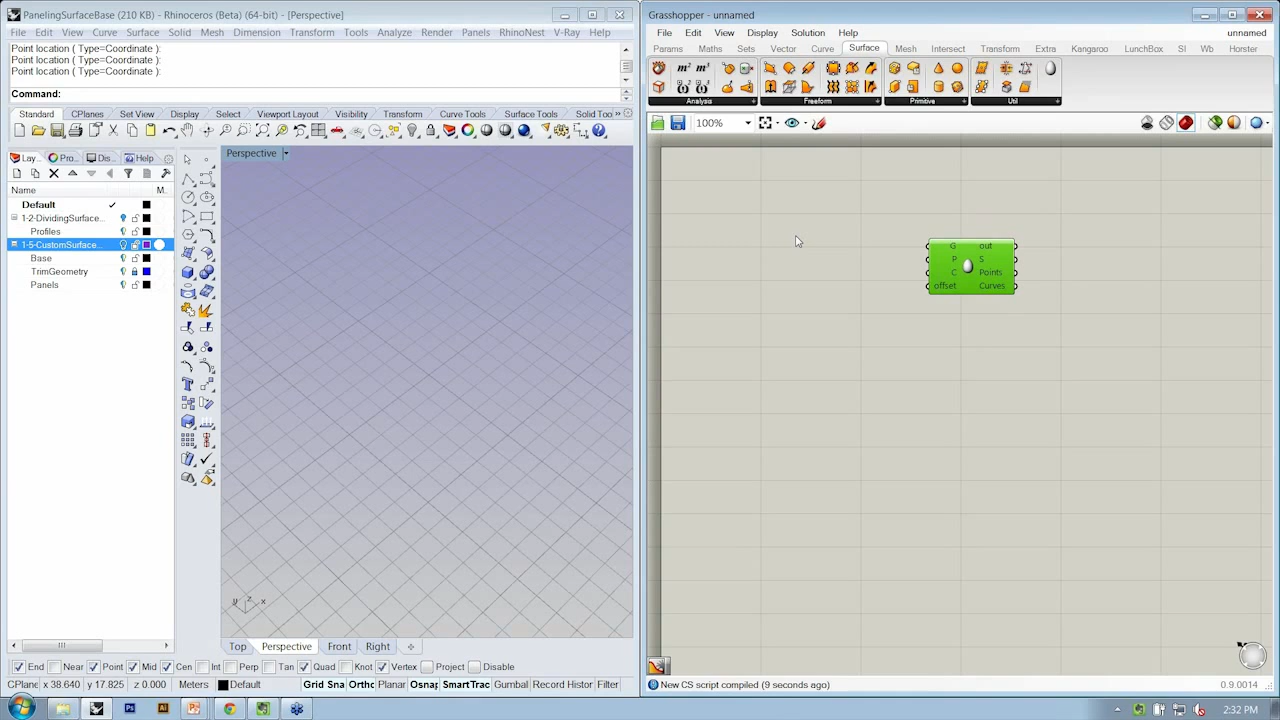 PanelingSurfaceBase (210 KB) - Rhinoceros (Beta) (64-bit) - [Perspective]
File Edit View Curve Surface Solid Mesh Dimension Transform Tools Analyze Render Panels RhinoNest V-Ray Help
Point location ( Type=Coordinate ):
Point location ( Type=Coordinate ):
Point location ( Type=Coordinate ):
Command:
Standard CPlanes Set View Display Select Viewport Layout Visibility Transform Curve Tools Surface Tools Solid Too »
Lay... Pro... Dis... Help
Name M.
Default
1-2-DividingSurface...
Profiles
1-5-CustomSurface...
Base
TrimGeometry
Panels
Perspective
y z x
Top Perspective Front Right
End Near Point Mid Cen Int Perp Tan Quad Knot Vertex Project Disable
CPlane x 38.640 y 17.825 z 0.000 Meters Default Grid Sna Ortho Planar Osnap SmartTrac Gumbal Record Histor Filter
Grasshopper - unnamed
File Edit View Display Solution Help unnamed
Params Maths Sets Vector Curve Surface Mesh Intersect Transform Extra Kangaroo LunchBox SI Wb Horster
m² m³
Analysis Freeform Primitive Util
100%
G out
P S
C Points
offset Curves
New CS script compiled (9 seconds ago) 0.9.0014
Ps Ai 2:32 PM